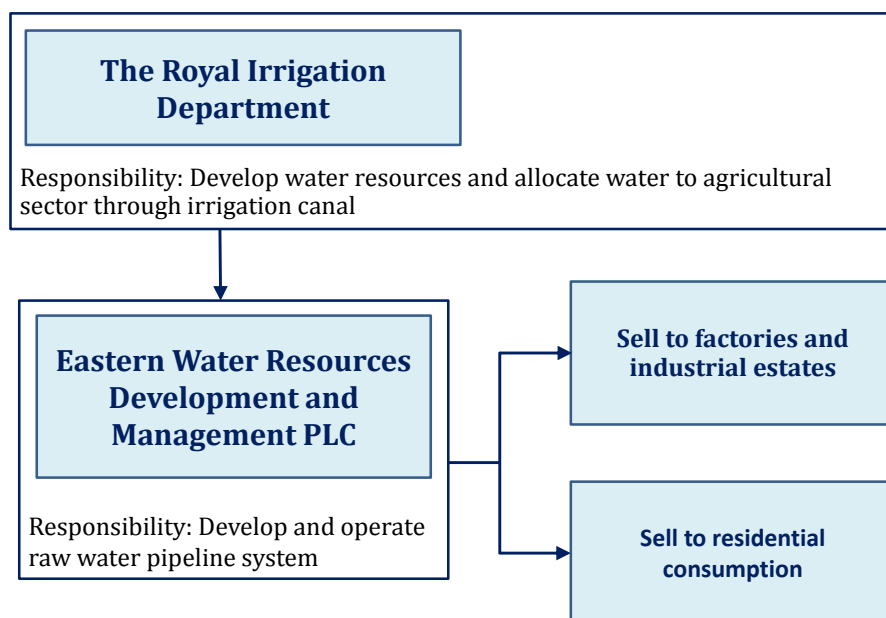 The Royal Irrigation
Department
Responsibility: Develop water resources and allocate water to agricultural
sector through irrigation canal
Eastern Water Resources
Development and
Management PLC
Responsibility: Develop and operate
raw water pipeline system
Sell to factories and
industrial estates
Sell to residential
consumption